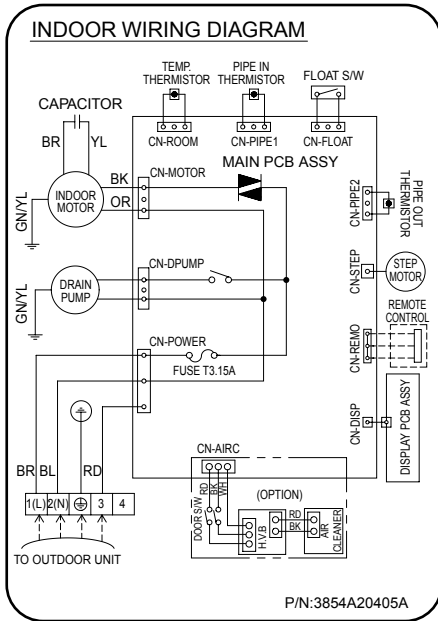 INDOOR WIRING DIAGRAM
TEMP. THERMISTOR
PIPE IN THERMISTOR
FLOAT S/W
CAPACITOR
BR
YL
CN-ROOM
CN-PIPE1
CN-FLOAT
MAIN PCB ASSY
CN-MOTOR
BK
OR
INDOOR MOTOR
GN/YL
CN-PIPE2
PIPE OUT THERMISTOR
CN-DPUMP
DRAIN PUMP
GN/YL
CN-STEP
STEP MOTOR
REMOTE CONTROL
CN-REMO
CN-POWER
FUSE T3.15A
CN-DISP
DISPLAY PCB ASSY
BR
BL
RD
CN-AIRC
1(L)
2(N)
3
4
RD
BK
WH
(OPTION)
DOOR S/W
H.V.B
RD
BK
AIR CLEANER
TO OUTDOOR UNIT
P/N:3854A20405A